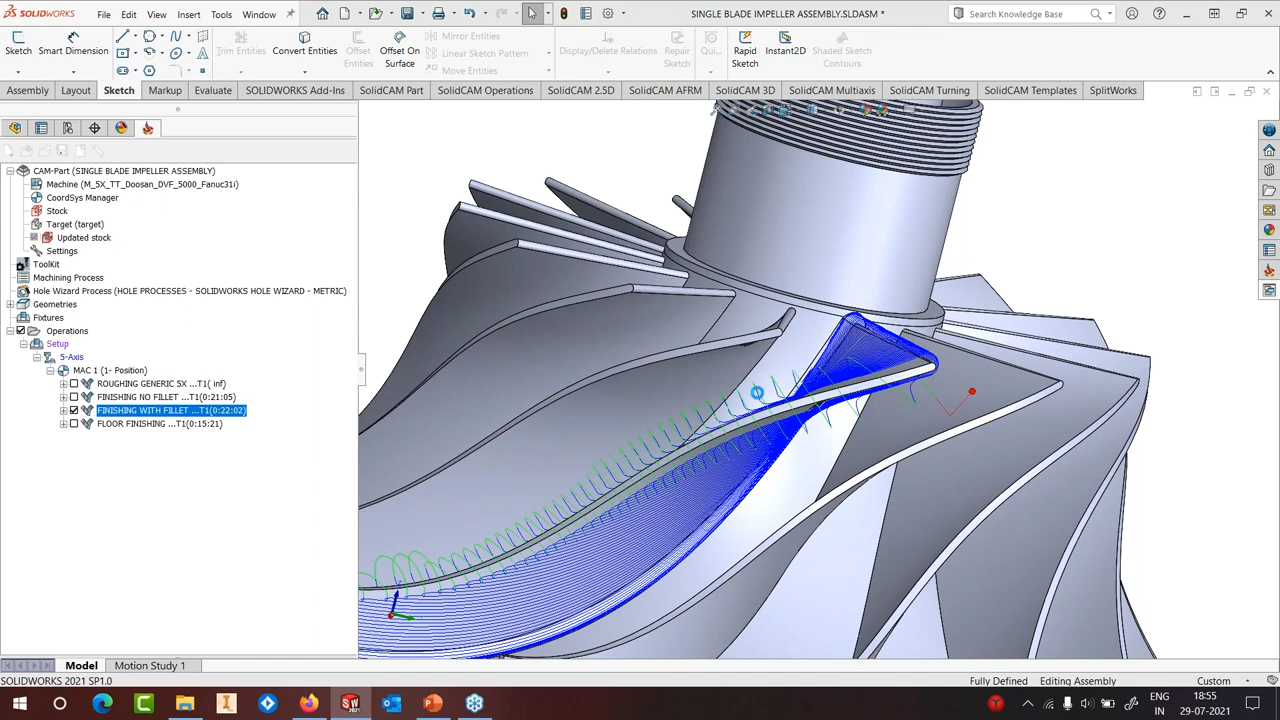 SOLIDWORKS File Edit View Insert Tools Window SINGLE BLADE IMPELLER ASSEMBLY.SLDASM * Search Knowledge Base
Sketch Smart Dimension Trim Entities Convert Entities Offset Entities Offset On Surface Mirror Entities Linear Sketch Pattern Move Entities Display/Delete Relations Repair Sketch Qui... Rapid Sketch Instant2D Shaded Sketch Contours
Assembly Layout Sketch Markup Evaluate SOLIDWORKS Add-Ins SolidCAM Part SolidCAM Operations SolidCAM 2.5D SolidCAM AFRM SolidCAM 3D SolidCAM Multiaxis SolidCAM Turning SolidCAM Templates SplitWorks
CAM-Part (SINGLE BLADE IMPELLER ASSEMBLY)
Machine (M_5X_TT_Doosan_DVF_5000_Fanuc31i)
CoordSys Manager
Stock
Target (target)
Updated stock
Settings
ToolKit
Machining Process
Hole Wizard Process (HOLE PROCESSES - SOLIDWORKS HOLE WIZARD - METRIC)
Geometries
Fixtures
Operations
Setup
5-Axis
MAC 1 (1- Position)
ROUGHING GENERIC 5X ...T1( inf)
FINISHING NO FILLET ...T1(0:21:05)
FINISHING WITH FILLET ...T1(0:22:02)
FLOOR FINISHING ...T1(0:15:21)
Model Motion Study 1
SOLIDWORKS 2021 SP1.0 Fully Defined Editing Assembly Custom
ENG 18:55
IN 29-07-2021